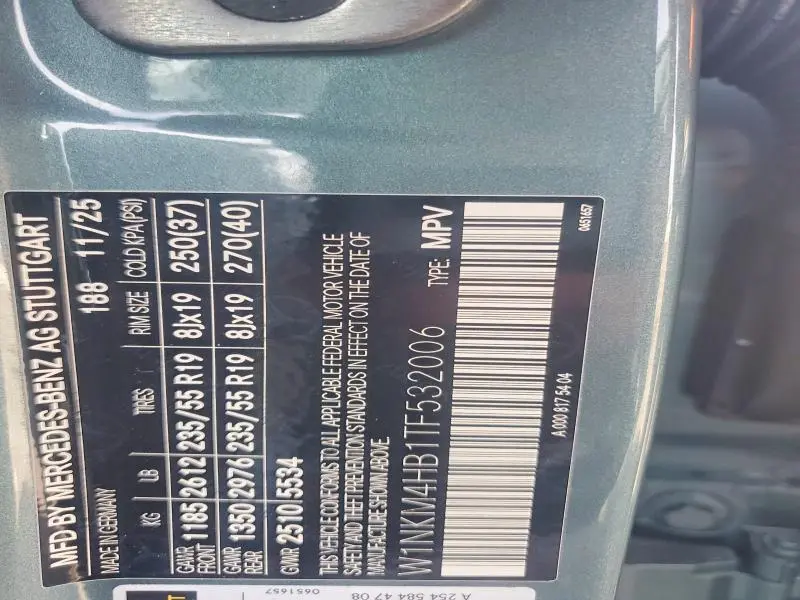 MFD BY MERCEDES-BENZ AG STUTTGART
MADE IN GERMANY 188 11/25
KG LB TIRES RIM SIZE COLD KPA(PSI)
GAWR FRONT 1185 2612 235/55 R19 8Jx19 250(37)
GAWR REAR 1350 2976 235/55 R19 8Jx19 270(40)
GVWR 2510 5534
THIS VEHICLE CONFORMS TO ALL APPLICABLE FEDERAL MOTOR VEHICLE
SAFETY AND THEFT PREVENTION STANDARDS IN EFFECT ON THE DATE OF
MANUFACTURE SHOWN ABOVE.
W1NKM4HB1TF532006 TYPE: MPV
A 000 817 54 04 0651657
0651657
A 254 584 47 08